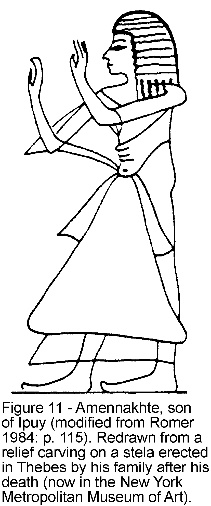 Figure 11 - Amennakhte, son
of Ipuy (modified from Romer
1984: p. 115). Redrawn from a
relief carving on a stela erected
in Thebes by his family after his
death (now in the New York
Metropolitan Museum of Art).